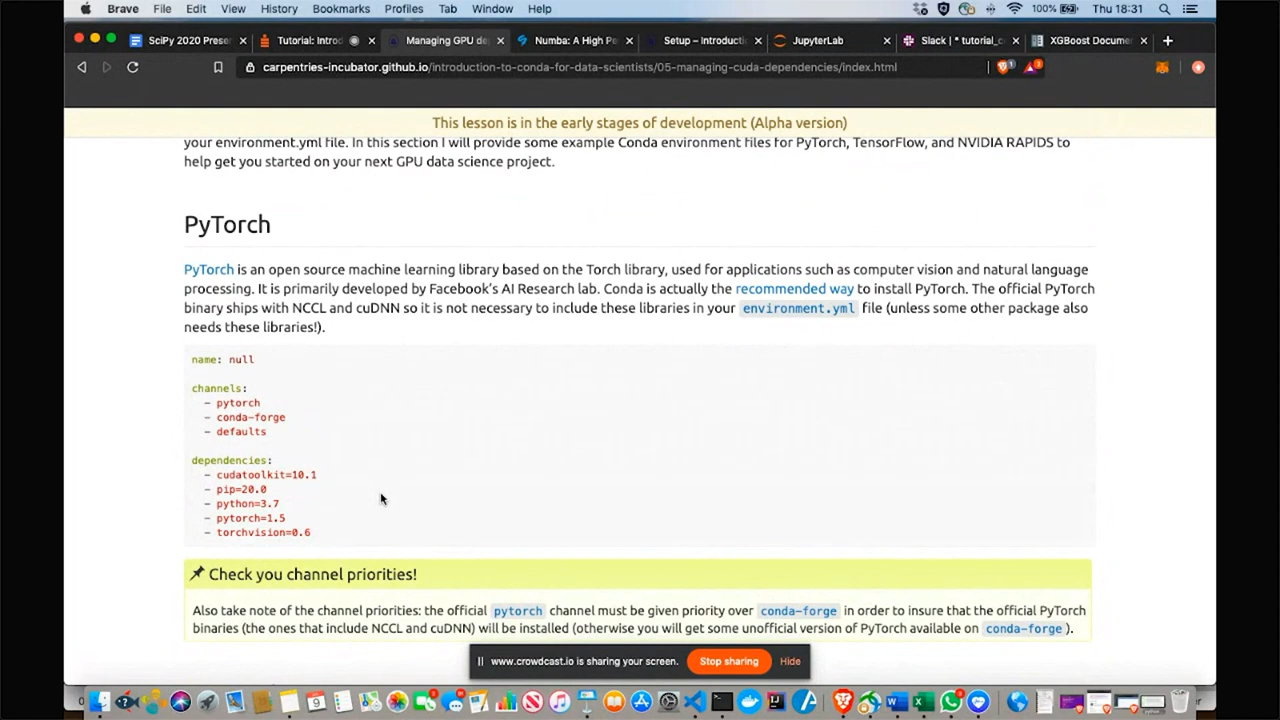 Brave File Edit View History Bookmarks Profiles Tab Window Help 100% Thu 18:31
SciPy 2020 Prese Tutorial: Introd Managing GPU de Numba: A High P Setup – Introducti JupyterLab Slack | * tutorial_c XGBoost Docume
carpentries-incubator.github.io/introduction-to-conda-for-data-scientists/05-managing-cuda-dependencies/index.html
This lesson is in the early stages of development (Alpha version)
your environment.yml file. In this section I will provide some example Conda environment files for PyTorch, TensorFlow, and NVIDIA RAPIDS to
help get you started on your next GPU data science project.
PyTorch
PyTorch is an open source machine learning library based on the Torch library, used for applications such as computer vision and natural language
processing. It is primarily developed by Facebook's AI Research lab. Conda is actually the recommended way to install PyTorch. The official PyTorch
binary ships with NCCL and cuDNN so it is not necessary to include these libraries in your environment.yml file (unless some other package also
needs these libraries!).
name: null
channels:
- pytorch
- conda-forge
- defaults
dependencies:
- cudatoolkit=10.1
- pip=20.0
- python=3.7
- pytorch=1.5
- torchvision=0.6
Check you channel priorities!
Also take note of the channel priorities: the official pytorch channel must be given priority over conda-forge in order to insure that the official PyTorch
binaries (the ones that include NCCL and cuDNN) will be installed (otherwise you will get some unofficial version of PyTorch available on conda-forge).
www.crowdcast.io is sharing your screen. Stop sharing Hide